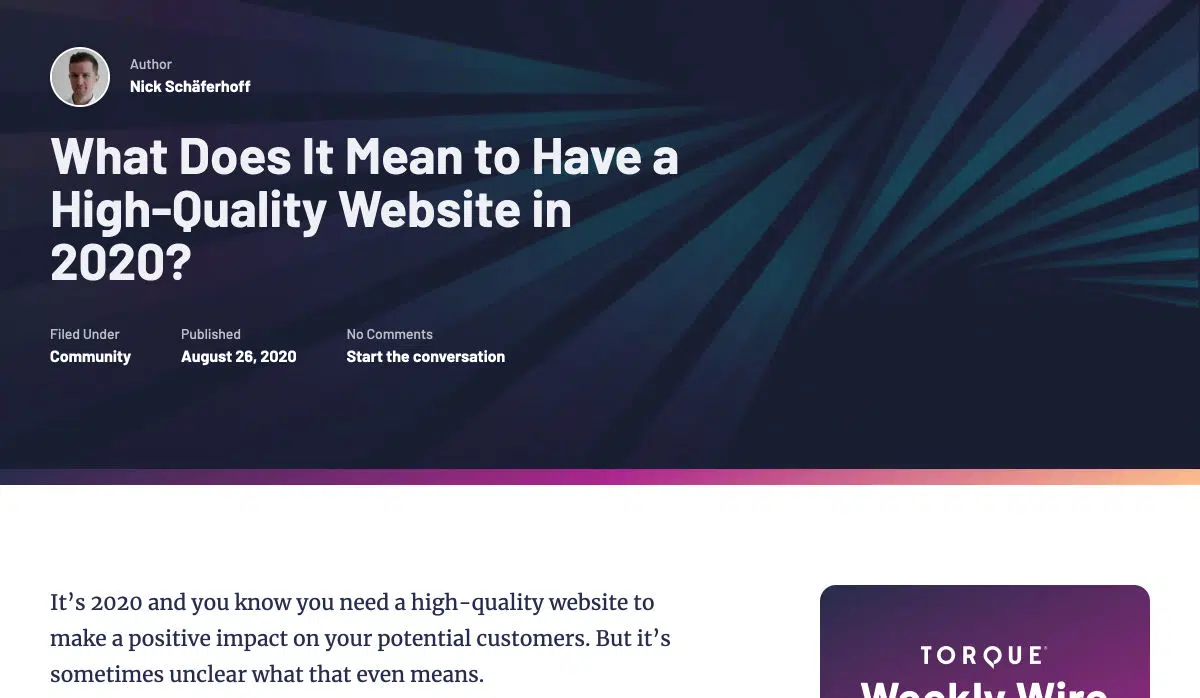 Author
Nick Schäferhoff
What Does It Mean to Have a
High-Quality Website in
2020?
Filed Under
Community
Published
August 26, 2020
No Comments
Start the conversation
It’s 2020 and you know you need a high-quality website to
make a positive impact on your potential customers. But it’s
sometimes unclear what that even means.
TORQUE
Weekly Wire